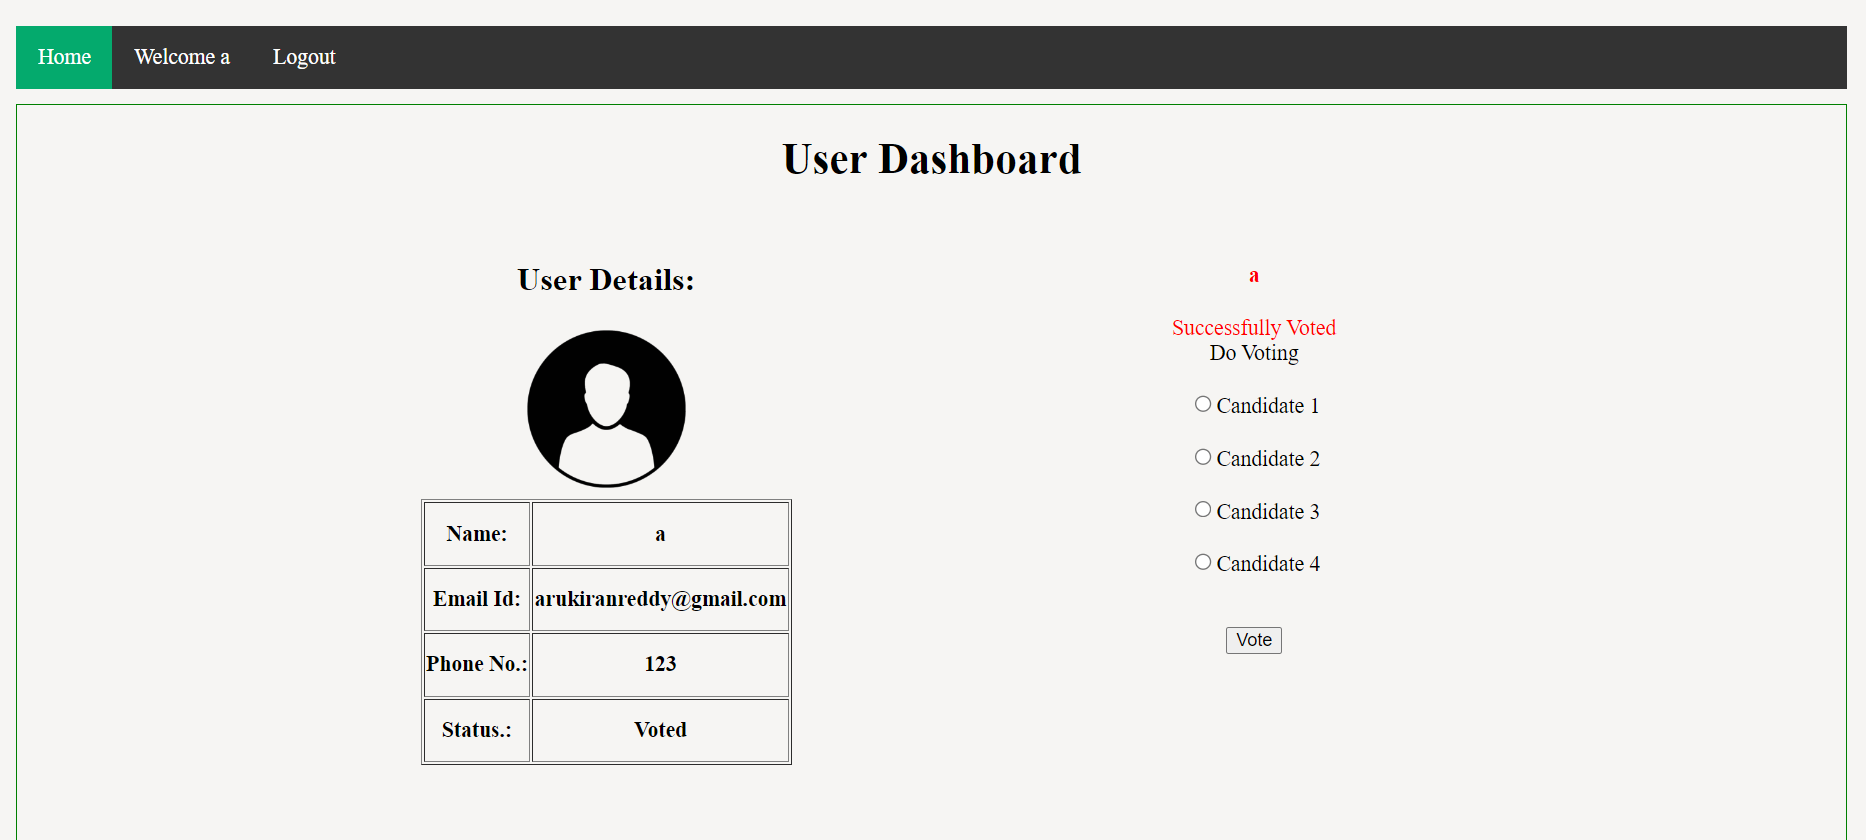 Home Welcome a Logout
User Dashboard
User Details:
Name: a
Email Id: arukiranreddy@gmail.com
Phone No.: 123
Status.: Voted
a
Successfully Voted
Do Voting
Candidate 1
Candidate 2
Candidate 3
Candidate 4
Vote